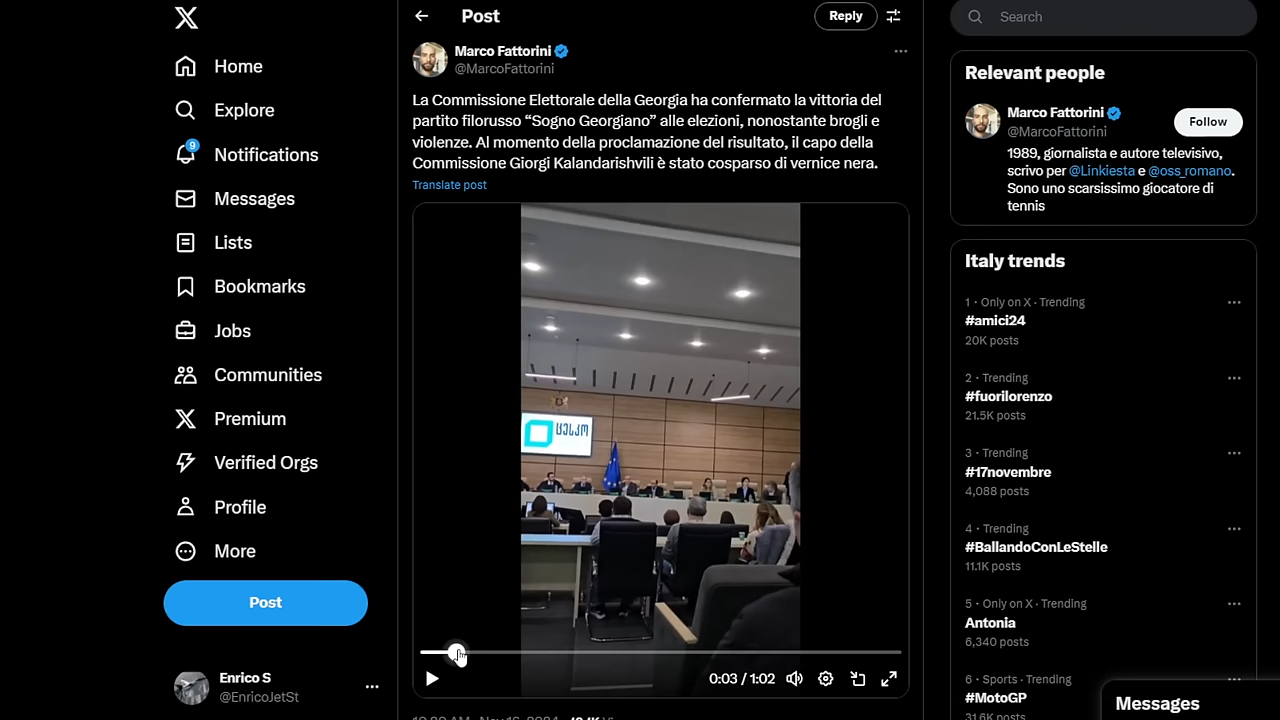 Post
Reply
Search
Home
Explore
9
Notifications
Messages
Lists
Bookmarks
Jobs
Communities
Premium
Verified Orgs
Profile
More
Post
Enrico S
@EnricoJetSt
Marco Fattorini
@MarcoFattorini
La Commissione Elettorale della Georgia ha confermato la vittoria del
partito filorusso “Sogno Georgiano” alle elezioni, nonostante brogli e
violenze. Al momento della proclamazione del risultato, il capo della
Commissione Giorgi Kalandarishvili è stato cosparso di vernice nera.
Translate post
ცესკო
0:03 / 1:02
Relevant people
Marco Fattorini
@MarcoFattorini
Follow
1989, giornalista e autore televisivo,
scrivo per @Linkiesta e @oss_romano.
Sono uno scarsissimo giocatore di
tennis
Italy trends
1 · Only on X · Trending
#amici24
20K posts
2 · Trending
#fuorilorenzo
21.5K posts
3 · Trending
#17novembre
4,088 posts
4 · Trending
#BallandoConLeStelle
11.1K posts
5 · Only on X · Trending
Antonia
6,340 posts
6 · Sports · Trending
#MotoGP
31.6K posts
Messages